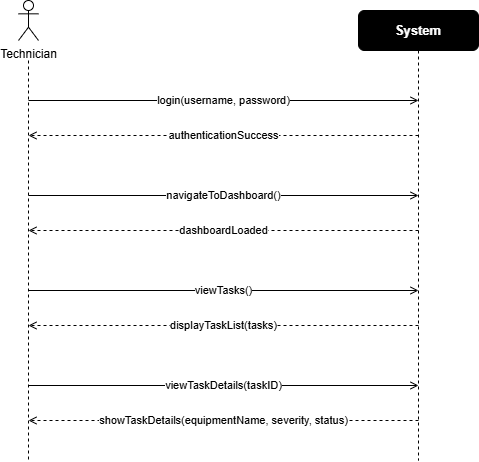 System
Technician
login(username, password)
authenticationSuccess
navigateToDashboard()
dashboardLoaded
viewTasks()
displayTaskList(tasks)
viewTaskDetails(taskID)
showTaskDetails(equipmentName, severity, status)